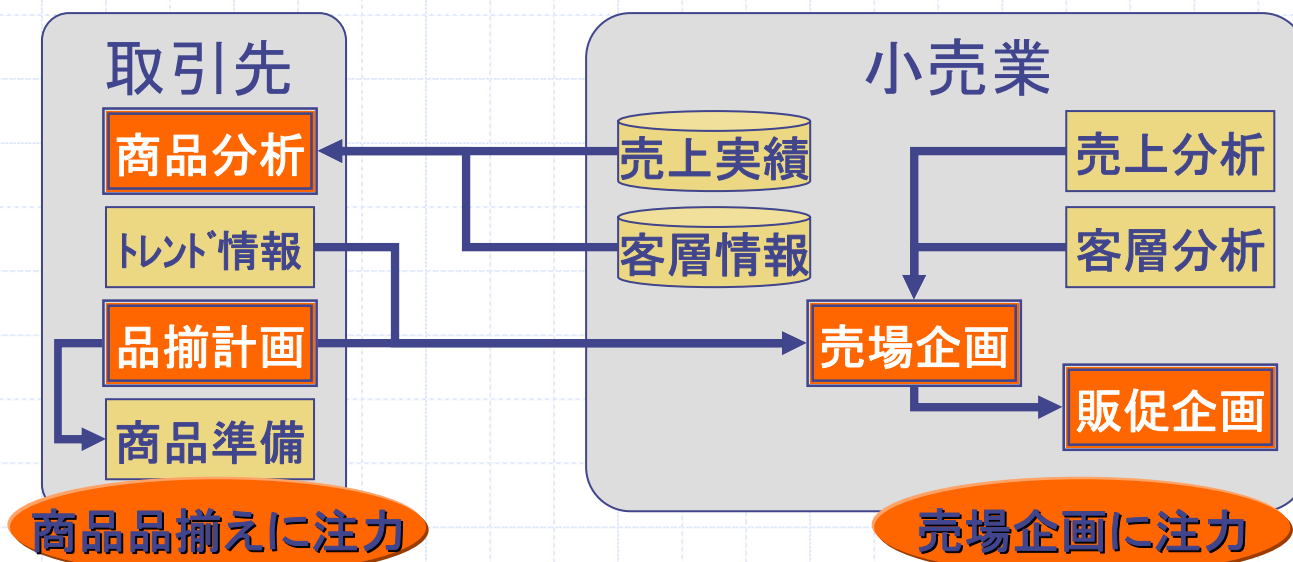 取引先
商品分析
トレンド情報
品揃計画
商品準備
商品品揃えに注力
小売業
売上実績
客層情報
売上分析
客層分析
売場企画
販促企画
売場企画に注力